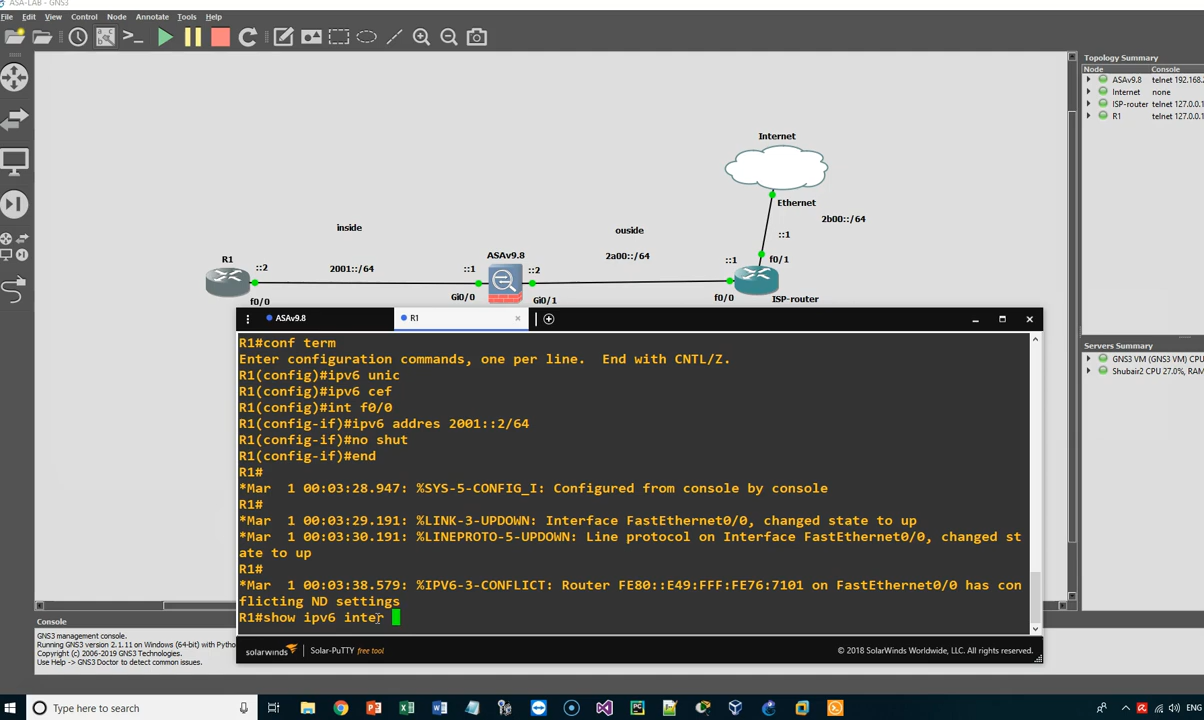 ASA-LAB - GNS3
File Edit View Control Node Annotate Tools Help
Topology Summary
Node Console
ASAv9.8 telnet 192.168.2
Internet none
ISP-router telnet 127.0.0.1
R1 telnet 127.0.0.1
Internet
Ethernet
2b00::/64
inside
ouside
::1
R1
::2
2001::/64
::1
ASAv9.8
::2
2a00::/64
::1
f0/1
f0/0
Gi0/0
Gi0/1
f0/0
ISP-router
ASAv9.8
R1
R1#conf term
Enter configuration commands, one per line. End with CNTL/Z.
R1(config)#ipv6 unic
R1(config)#ipv6 cef
R1(config)#int f0/0
R1(config-if)#ipv6 addres 2001::2/64
R1(config-if)#no shut
R1(config-if)#end
R1#
*Mar 1 00:03:28.947: %SYS-5-CONFIG_I: Configured from console by console
R1#
*Mar 1 00:03:29.191: %LINK-3-UPDOWN: Interface FastEthernet0/0, changed state to up
*Mar 1 00:03:30.191: %LINEPROTO-5-UPDOWN: Line protocol on Interface FastEthernet0/0, changed st
ate to up
R1#
*Mar 1 00:03:38.579: %IPV6-3-CONFLICT: Router FE80::E49:FFF:FE76:7101 on FastEthernet0/0 has con
flicting ND settings
R1#show ipv6 inter
solarwinds Solar-PuTTY free tool
© 2018 SolarWinds Worldwide, LLC. All rights reserved.
Servers Summary
GNS3 VM (GNS3 VM) CPU
Shubair2 CPU 27.0%, RAM
Console
GNS3 management console.
Running GNS3 version 2.1.11 on Windows (64-bit) with Pytho
Copyright (c) 2006-2019 GNS3 Technologies.
Use Help -> GNS3 Doctor to detect common issues.
Type here to search
ENG